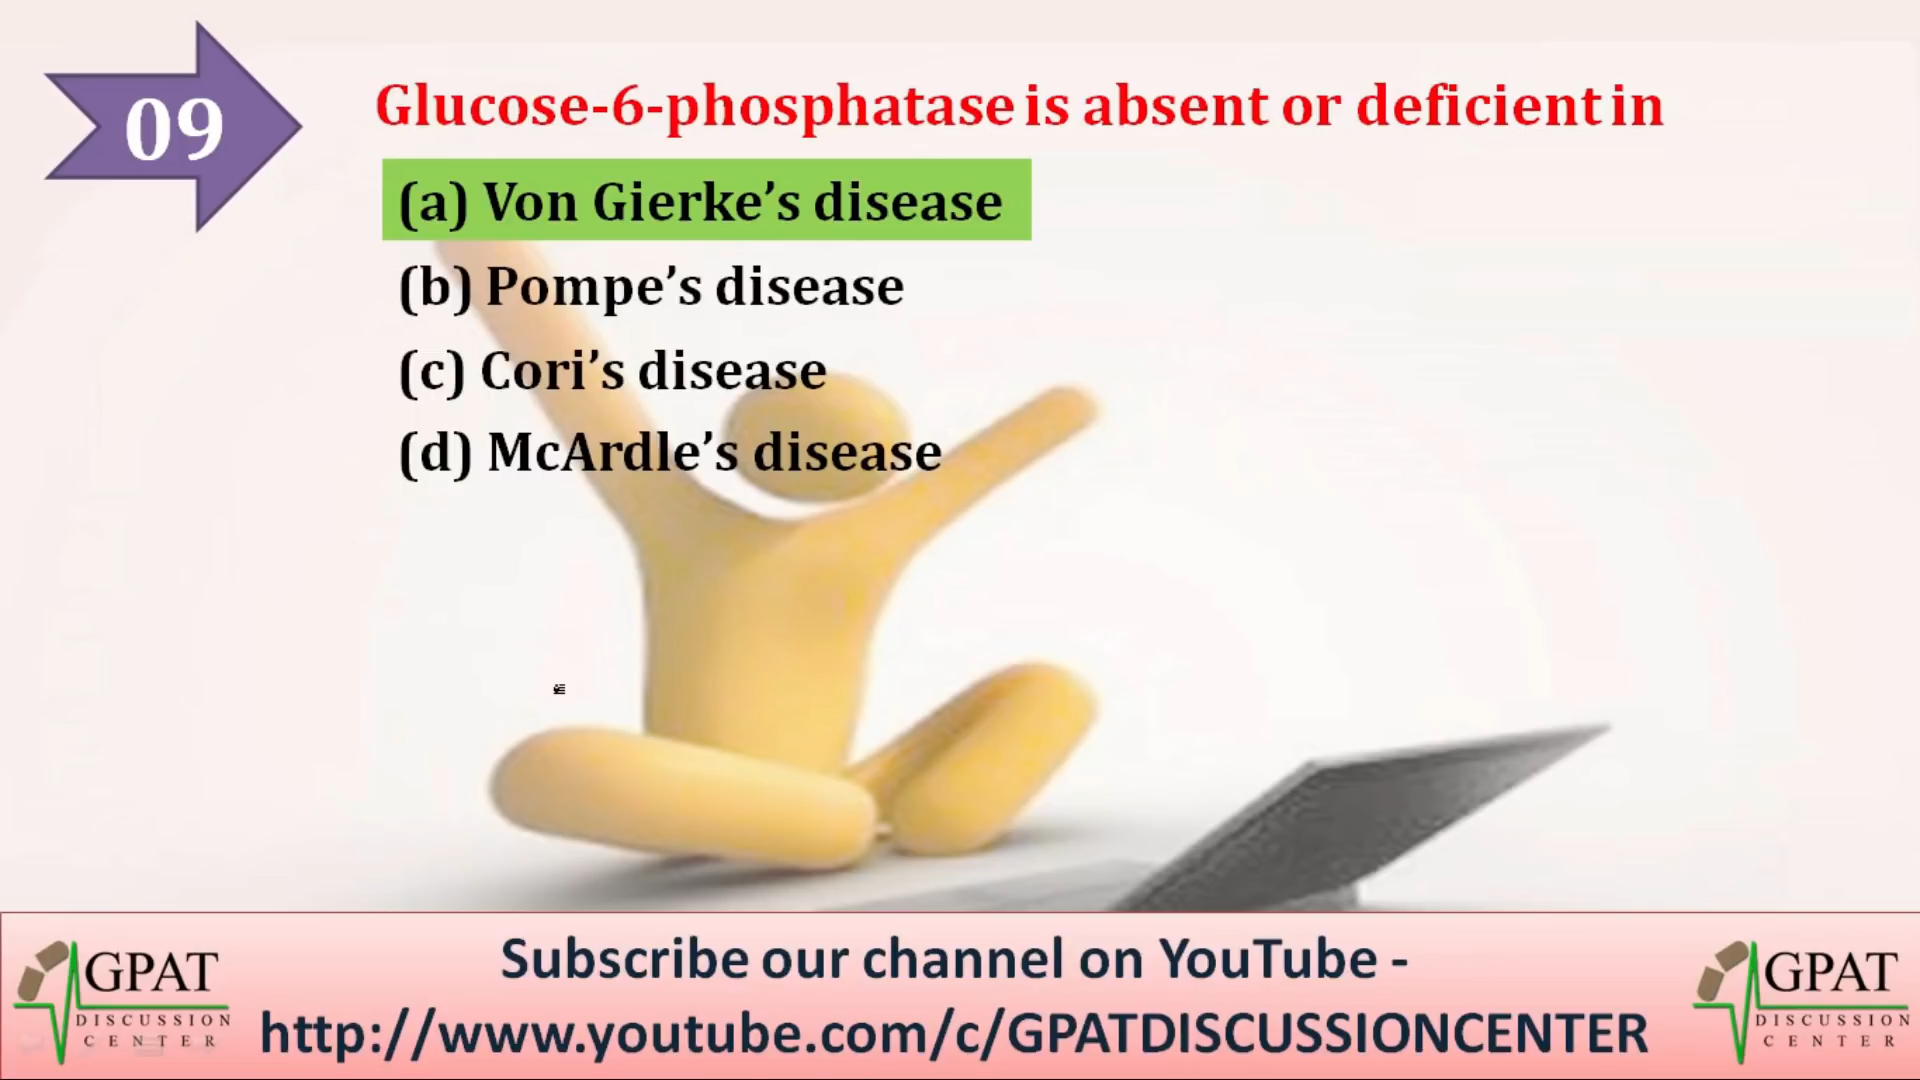 09
Glucose-6-phosphatase is absent or deficient in
(a) Von Gierke’s disease
(b) Pompe’s disease
(c) Cori’s disease
(d) McArdle’s disease
GPAT
DISCUSSION
CENTER
Subscribe our channel on YouTube -
http://www.youtube.com/c/GPATDISCUSSIONCENTER
GPAT
DISCUSSION
CENTER